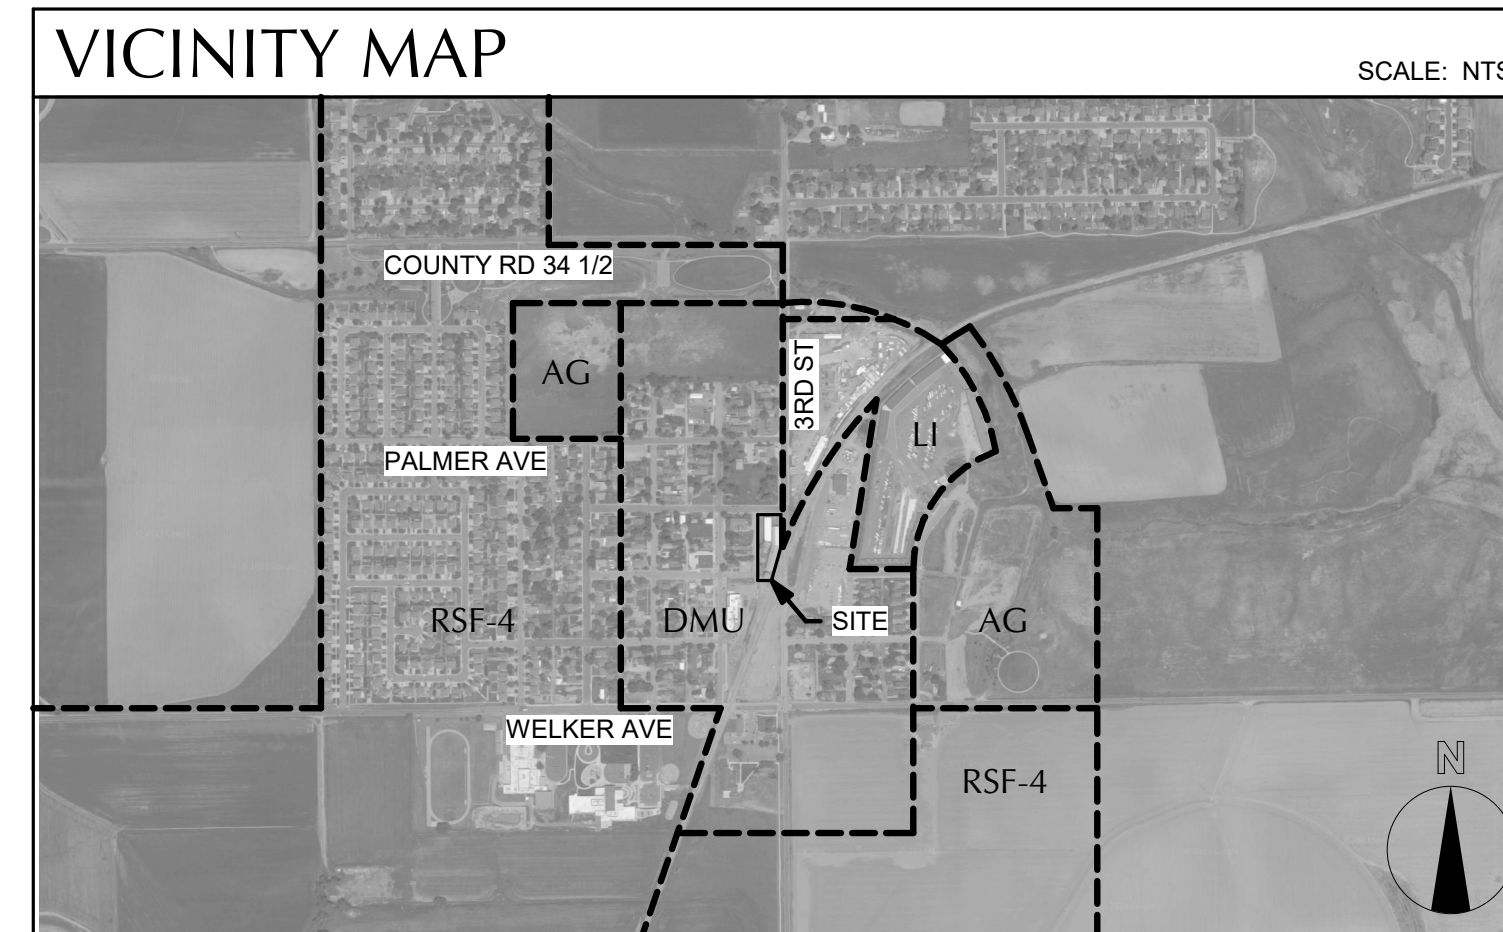 VICINITY MAP
SCALE: NTS
COUNTY RD 34 1/2
AG
3RD ST
LI
PALMER AVE
RSF-4
DMU
SITE
AG
WELKER AVE
RSF-4
N